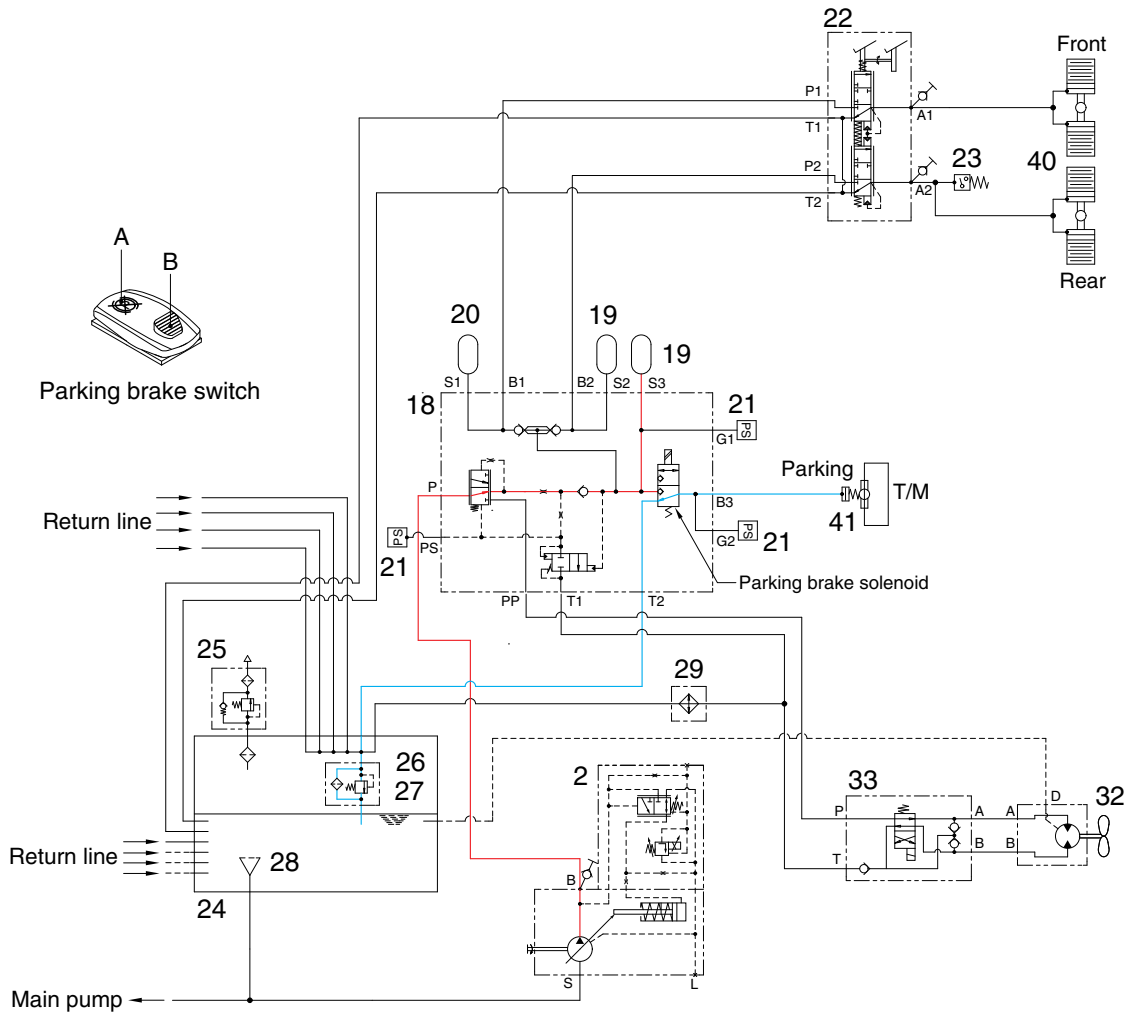 22
Front
P1
A1
T1
P2
23
40
A2
T2
Rear
A
B
Parking brake switch
20
19
19
S1
B1
B2
S2
S3
18
21
PS
G1
P
Parking
T/M
B3
41
Return line
PS
PS
21
G2
PS
21
Parking brake solenoid
PP
T1
T2
25
29
26
27
2
33
32
D
P
A
A
B
B
T
Return line
28
24
B
S
L
Main pump